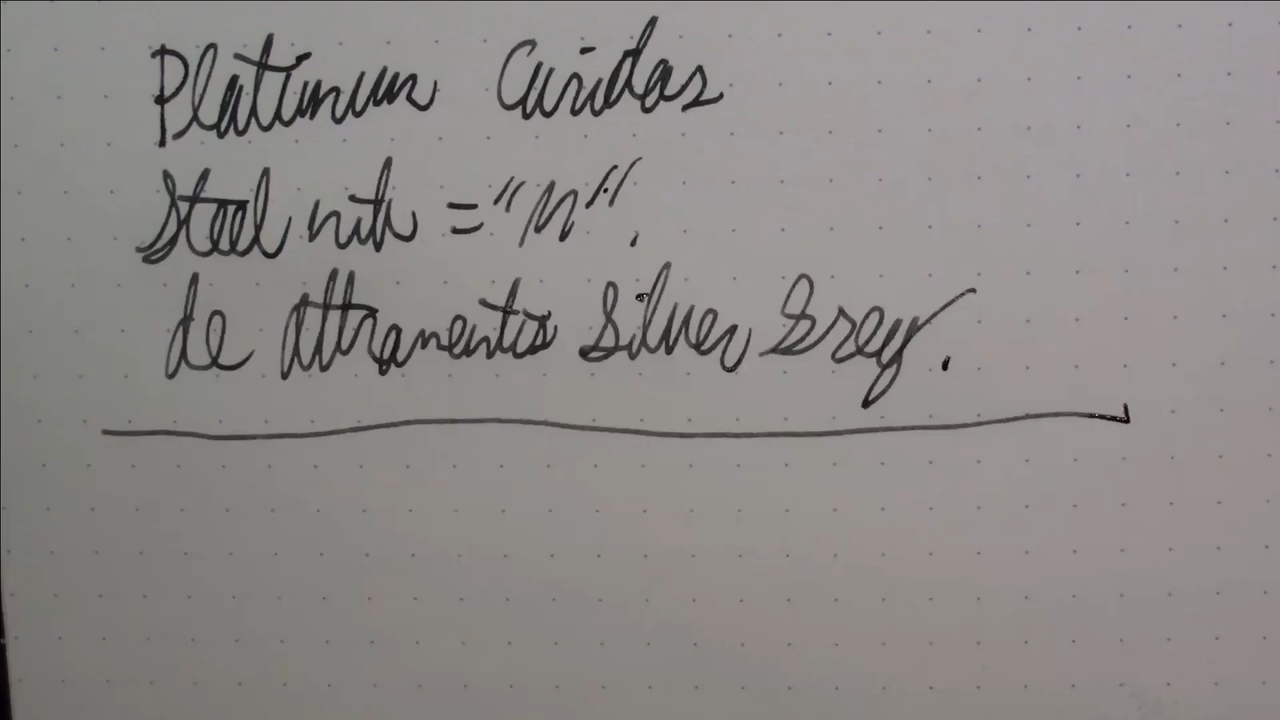 Platinum Curidas
Steel nib = "M".
de atramentis Silver Grey.